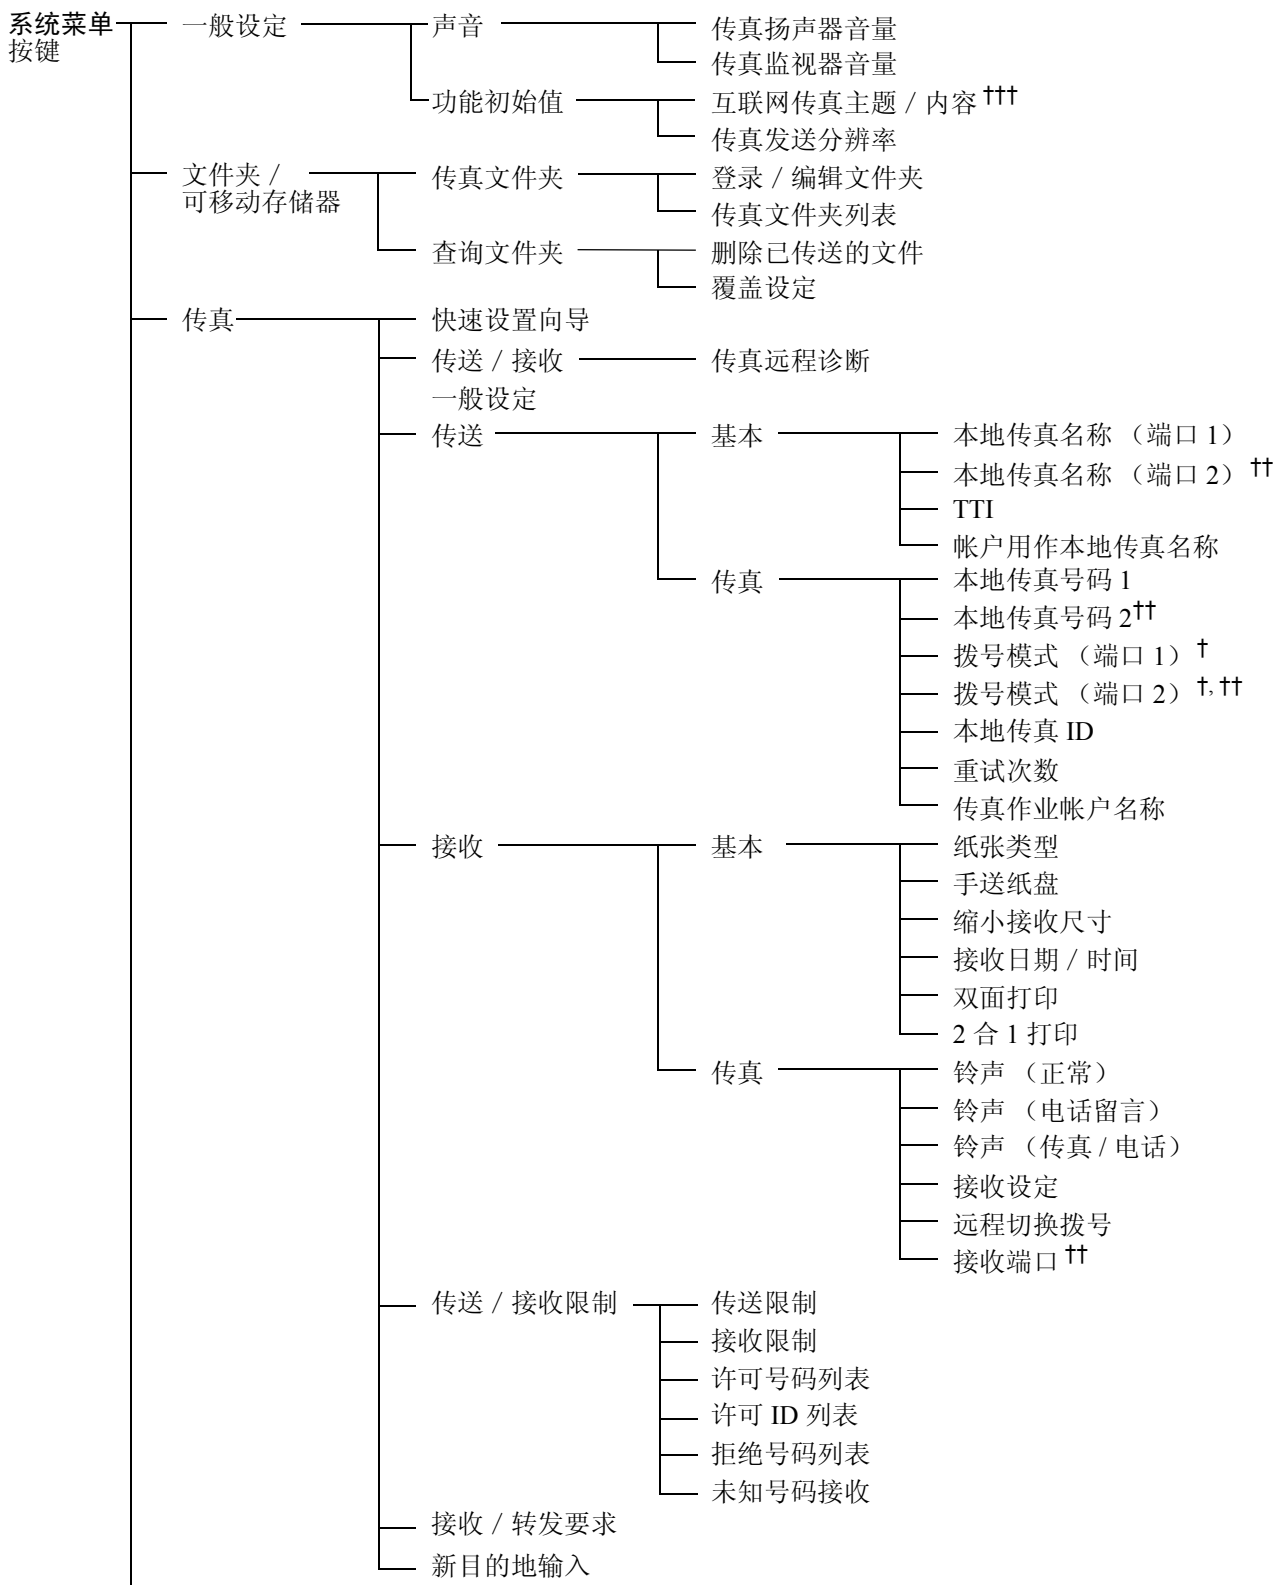 系统菜单
按键
一般设定
声音
传真扬声器音量
传真监视器音量
功能初始值
互联网传真主题 / 内容 †††
传真发送分辨率
文件夹 /
可移动存储器
传真文件夹
登录 / 编辑文件夹
传真文件夹列表
查询文件夹
删除已传送的文件
覆盖设定
传真
快速设置向导
传送 / 接收
一般设定
传真远程诊断
传送
基本
本地传真名称 （端口 1）
本地传真名称 （端口 2） ††
TTI
帐户用作本地传真名称
传真
本地传真号码 1
本地传真号码 2††
拨号模式 （端口 1） †
拨号模式 （端口 2） †, ††
本地传真 ID
重试次数
传真作业帐户名称
接收
基本
纸张类型
手送纸盘
缩小接收尺寸
接收日期 / 时间
双面打印
2 合 1 打印
传真
铃声 （正常）
铃声 （电话留言）
铃声 （传真 / 电话）
接收设定
远程切换拨号
接收端口 ††
传送 / 接收限制
传送限制
接收限制
许可号码列表
许可 ID 列表
拒绝号码列表
未知号码接收
接收 / 转发要求
新目的地输入